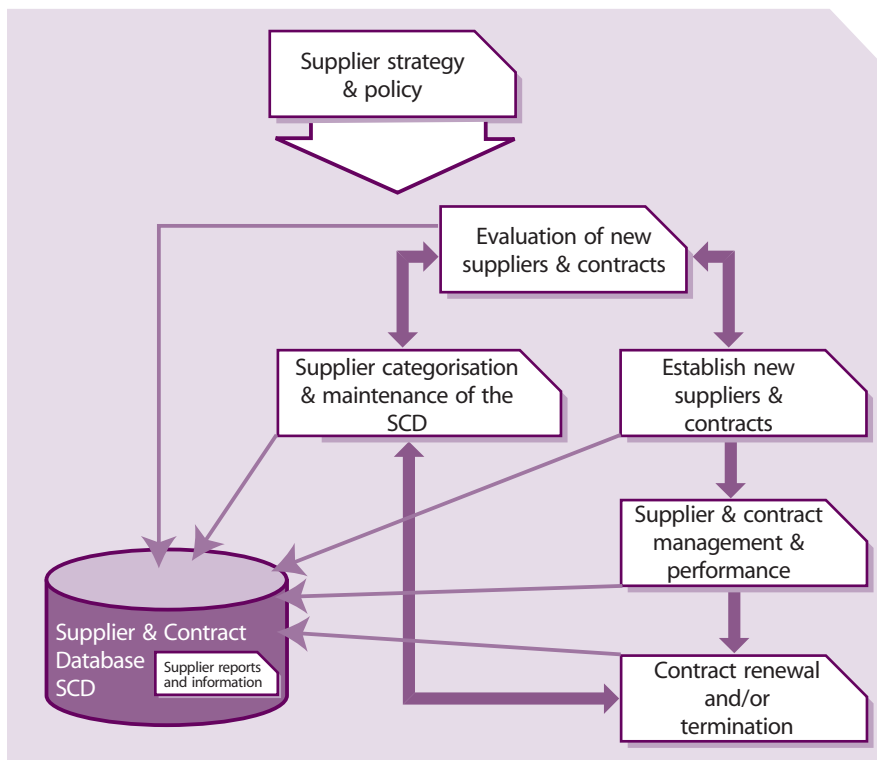 Supplier strategy
& policy
Evaluation of new
suppliers & contracts
Supplier categorisation
& maintenance of the
SCD
Establish new
suppliers &
contracts
Supplier & contract
management &
performance
Supplier & Contract
Database
SCD
Supplier reports
and information
Contract renewal
and/or
termination